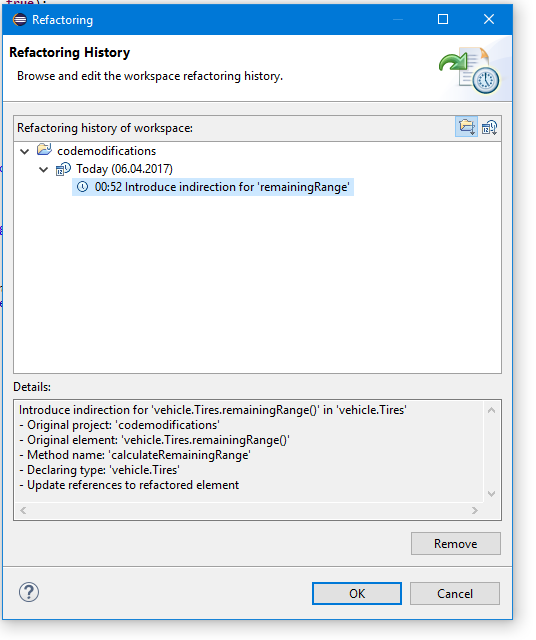 true);
Refactoring
Refactoring History
Browse and edit the workspace refactoring history.
Refactoring history of workspace:
codemodifications
Today (06.04.2017)
00:52 Introduce indirection for 'remainingRange'
Details:
Introduce indirection for 'vehicle.Tires.remainingRange()' in 'vehicle.Tires'
- Original project: 'codemodifications'
- Original element: 'vehicle.Tires.remainingRange()'
- Method name: 'calculateRemainingRange'
- Declaring type: 'vehicle.Tires'
- Update references to refactored element
Remove
OK
Cancel